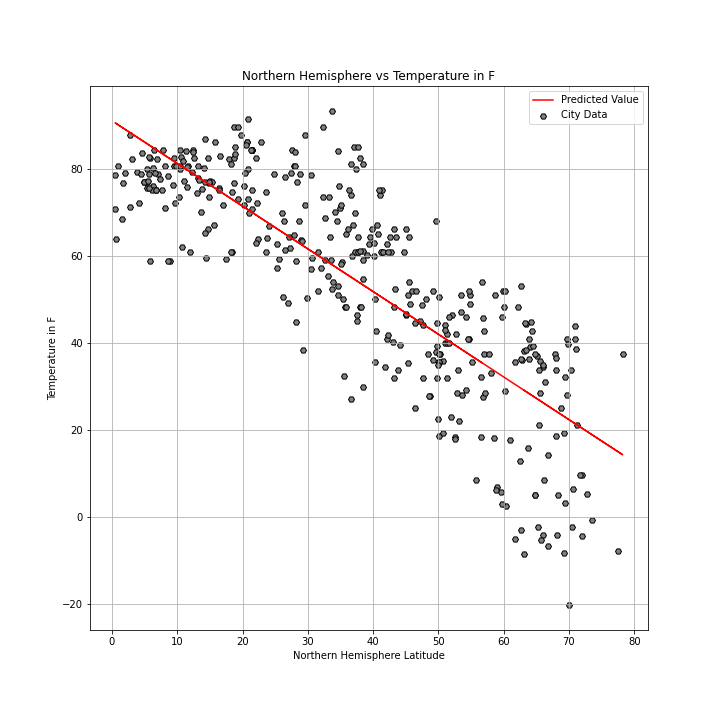 Northern Hemisphere vs Temperature in F
Predicted Value
City Data
80
60
40
20
0
−20
Temperature in F
0 10 20 30 40 50 60 70 80
Northern Hemisphere Latitude